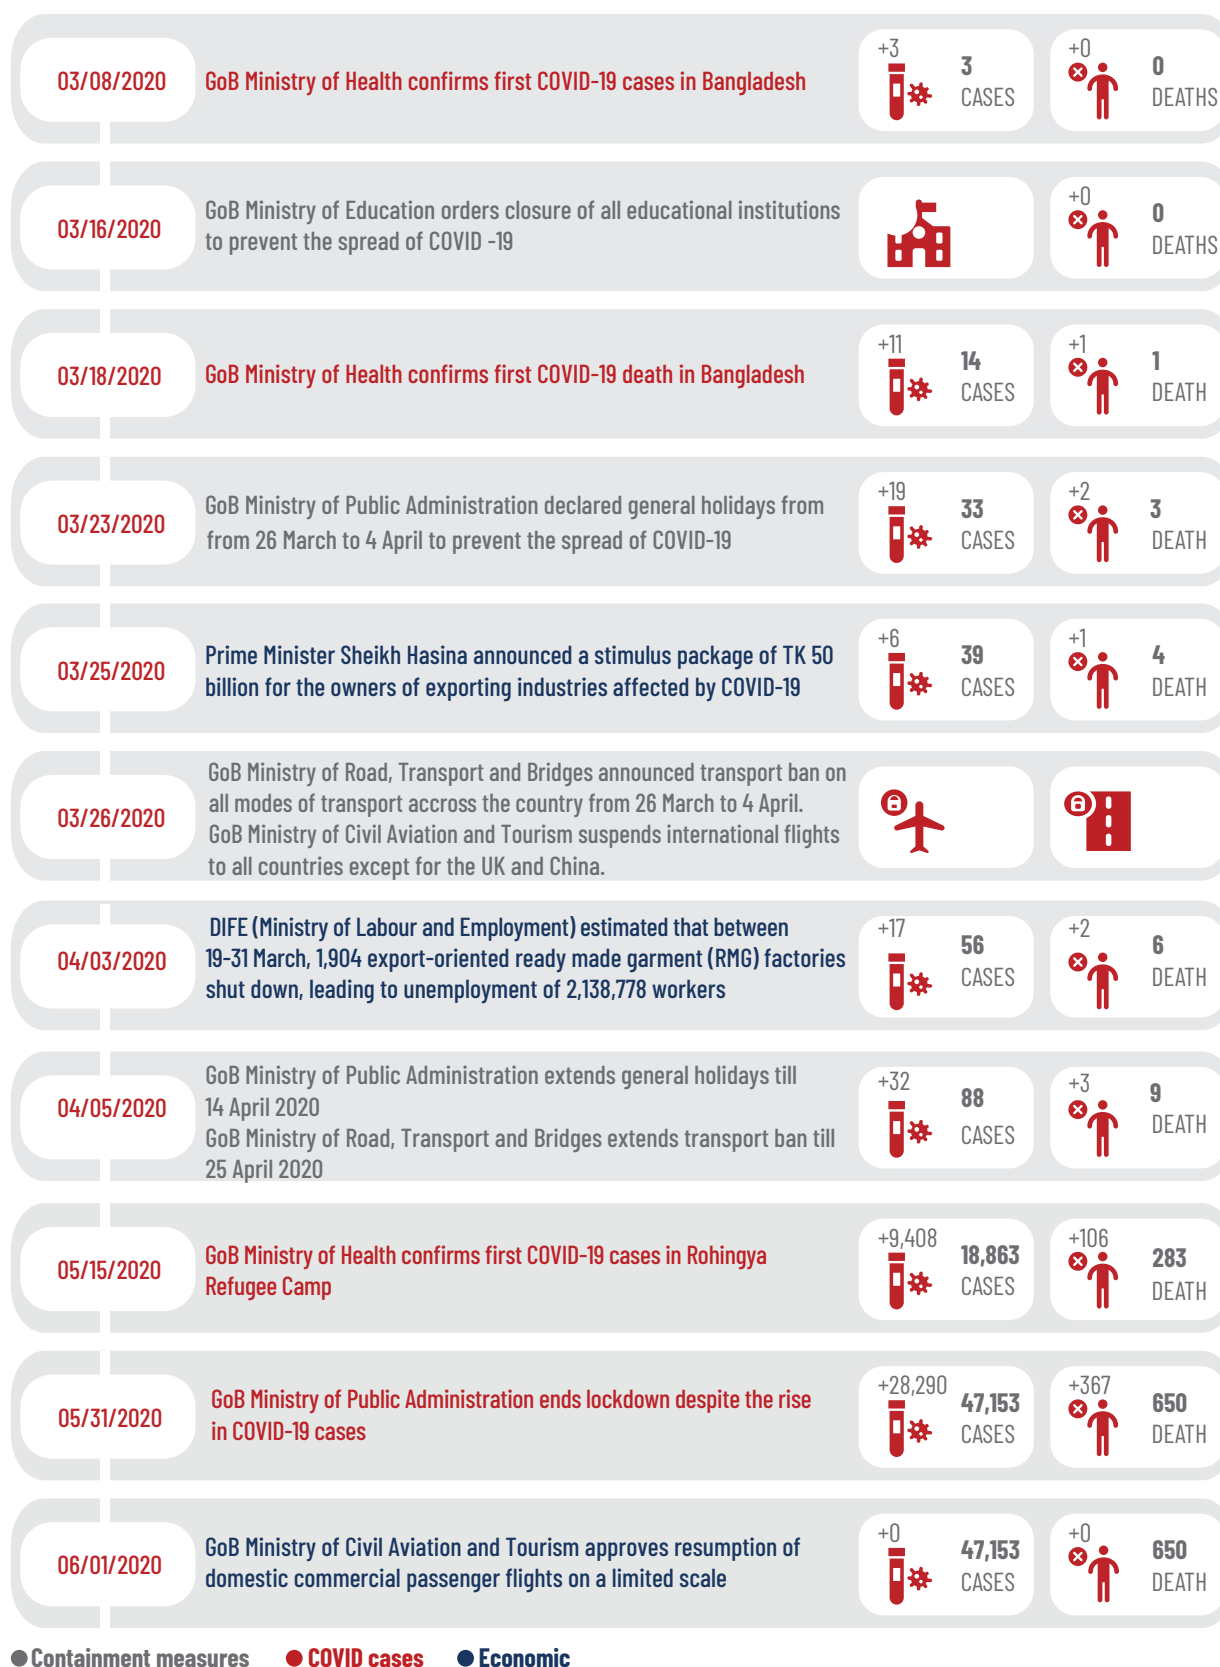 03/08/2020
GoB Ministry of Health confirms first COVID-19 cases in Bangladesh
+3
3
CASES
+0
0
DEATHS
03/16/2020
GoB Ministry of Education orders closure of all educational institutions
to prevent the spread of COVID -19
+0
0
DEATHS
03/18/2020
GoB Ministry of Health confirms first COVID-19 death in Bangladesh
+11
14
CASES
+1
1
DEATH
03/23/2020
GoB Ministry of Public Administration declared general holidays from
from 26 March to 4 April to prevent the spread of COVID-19
+19
33
CASES
+2
3
DEATH
03/25/2020
Prime Minister Sheikh Hasina announced a stimulus package of TK 50
billion for the owners of exporting industries affected by COVID-19
+6
39
CASES
+1
4
DEATH
03/26/2020
GoB Ministry of Road, Transport and Bridges announced transport ban on
all modes of transport accross the country from 26 March to 4 April.
GoB Ministry of Civil Aviation and Tourism suspends international flights
to all countries except for the UK and China.
04/03/2020
DIFE (Ministry of Labour and Employment) estimated that between
19-31 March, 1,904 export-oriented ready made garment (RMG) factories
shut down, leading to unemployment of 2,138,778 workers
+17
56
CASES
+2
6
DEATH
04/05/2020
GoB Ministry of Public Administration extends general holidays till
14 April 2020
GoB Ministry of Road, Transport and Bridges extends transport ban till
25 April 2020
+32
88
CASES
+3
9
DEATH
05/15/2020
GoB Ministry of Health confirms first COVID-19 cases in Rohingya
Refugee Camp
+9,408
18,863
CASES
+106
283
DEATH
05/31/2020
GoB Ministry of Public Administration ends lockdown despite the rise
in COVID-19 cases
+28,290
47,153
CASES
+367
650
DEATH
06/01/2020
GoB Ministry of Civil Aviation and Tourism approves resumption of
domestic commercial passenger flights on a limited scale
+0
47,153
CASES
+0
650
DEATH
Containment measures
COVID cases
Economic